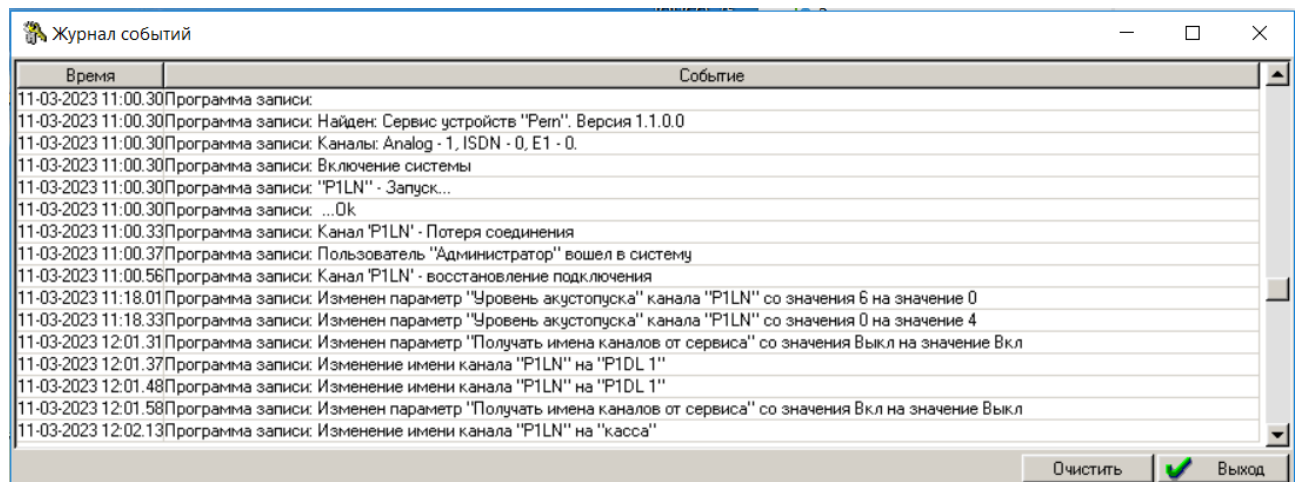 Журнал событий
Время Событие
11-03-2023 11:00.30 Программа записи:
11-03-2023 11:00.30 Программа записи: Найден: Сервис устройств "Pern". Версия 1.1.0.0
11-03-2023 11:00.30 Программа записи: Каналы: Analog - 1, ISDN - 0, E1 - 0.
11-03-2023 11:00.30 Программа записи: Включение системы
11-03-2023 11:00.30 Программа записи: "P1LN" - Запуск...
11-03-2023 11:00.30 Программа записи: ...Ok
11-03-2023 11:00.33 Программа записи: Канал 'P1LN' - Потеря соединения
11-03-2023 11:00.37 Программа записи: Пользователь "Администратор" вошел в систему
11-03-2023 11:00.56 Программа записи: Канал 'P1LN' - восстановление подключения
11-03-2023 11:18.01 Программа записи: Изменен параметр "Уровень акустопуска" канала "P1LN" со значения 6 на значение 0
11-03-2023 11:18.33 Программа записи: Изменен параметр "Уровень акустопуска" канала "P1LN" со значения 0 на значение 4
11-03-2023 12:01.31 Программа записи: Изменен параметр "Получать имена каналов от сервиса" со значения Выкл на значение Вкл
11-03-2023 12:01.37 Программа записи: Изменение имени канала "P1LN" на "P1DL 1"
11-03-2023 12:01.48 Программа записи: Изменение имени канала "P1LN" на "P1DL 1"
11-03-2023 12:01.58 Программа записи: Изменен параметр "Получать имена каналов от сервиса" со значения Вкл на значение Выкл
11-03-2023 12:02.13 Программа записи: Изменение имени канала "P1LN" на "касса"
Очистить Выход